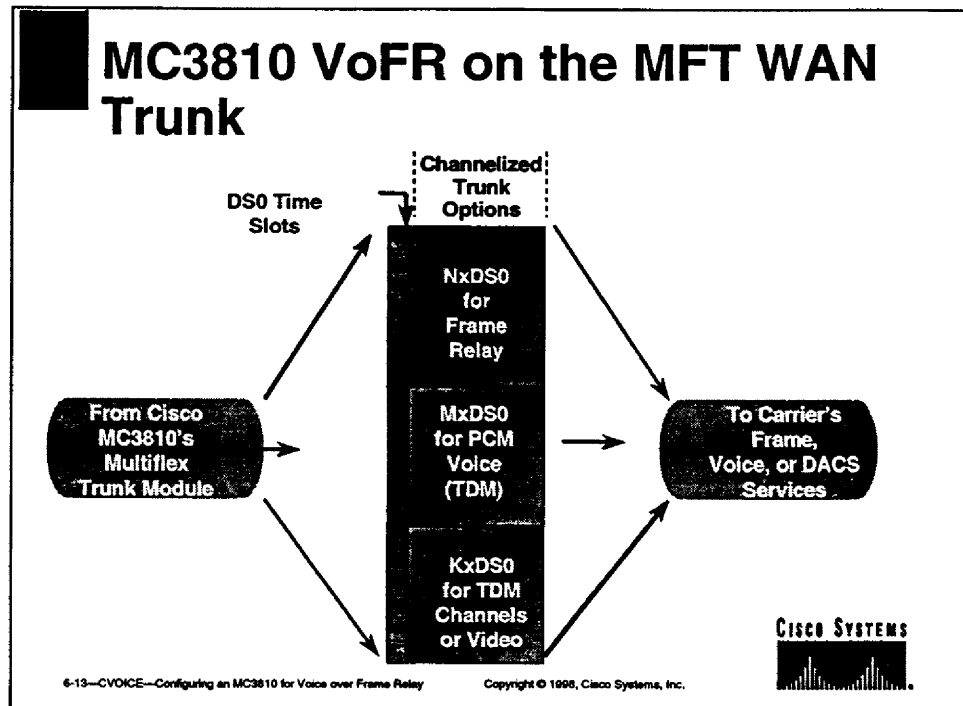 MC3810 VoFR on the MFT WAN
Trunk
Channelized
Trunk
Options
DS0 Time
Slots
NxDS0
for
Frame
Relay
From Cisco
MC3810's
Multiflex
Trunk Module
MxDS0
for PCM
Voice
(TDM)
To Carrier's
Frame,
Voice, or DACS
Services
KxDS0
for TDM
Channels
or Video
CISCO SYSTEMS
6-13—CVOICE—Configuring an MC3810 for Voice over Frame Relay
Copyright © 1998, Cisco Systems, Inc.